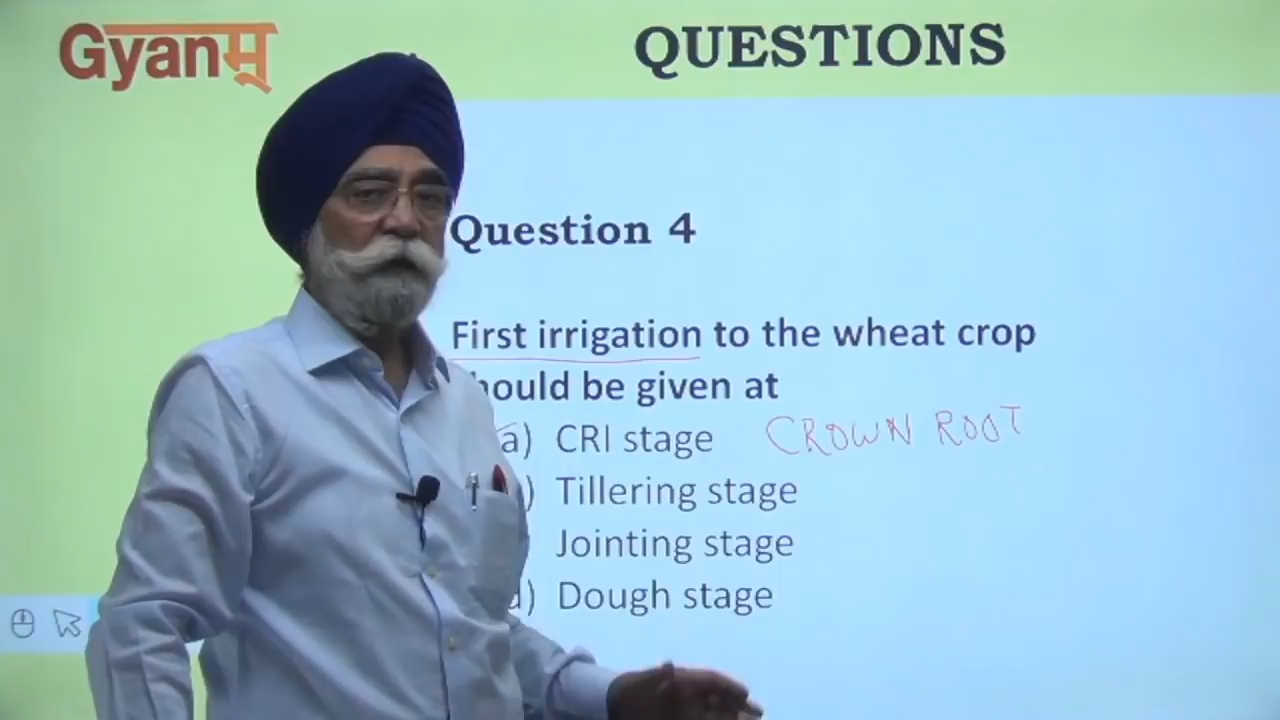 Gyanम्
QUESTIONS
Question 4
First irrigation to the wheat crop
should be given at
a) CRI stage CROWN ROOT
) Tillering stage
Jointing stage
d) Dough stage